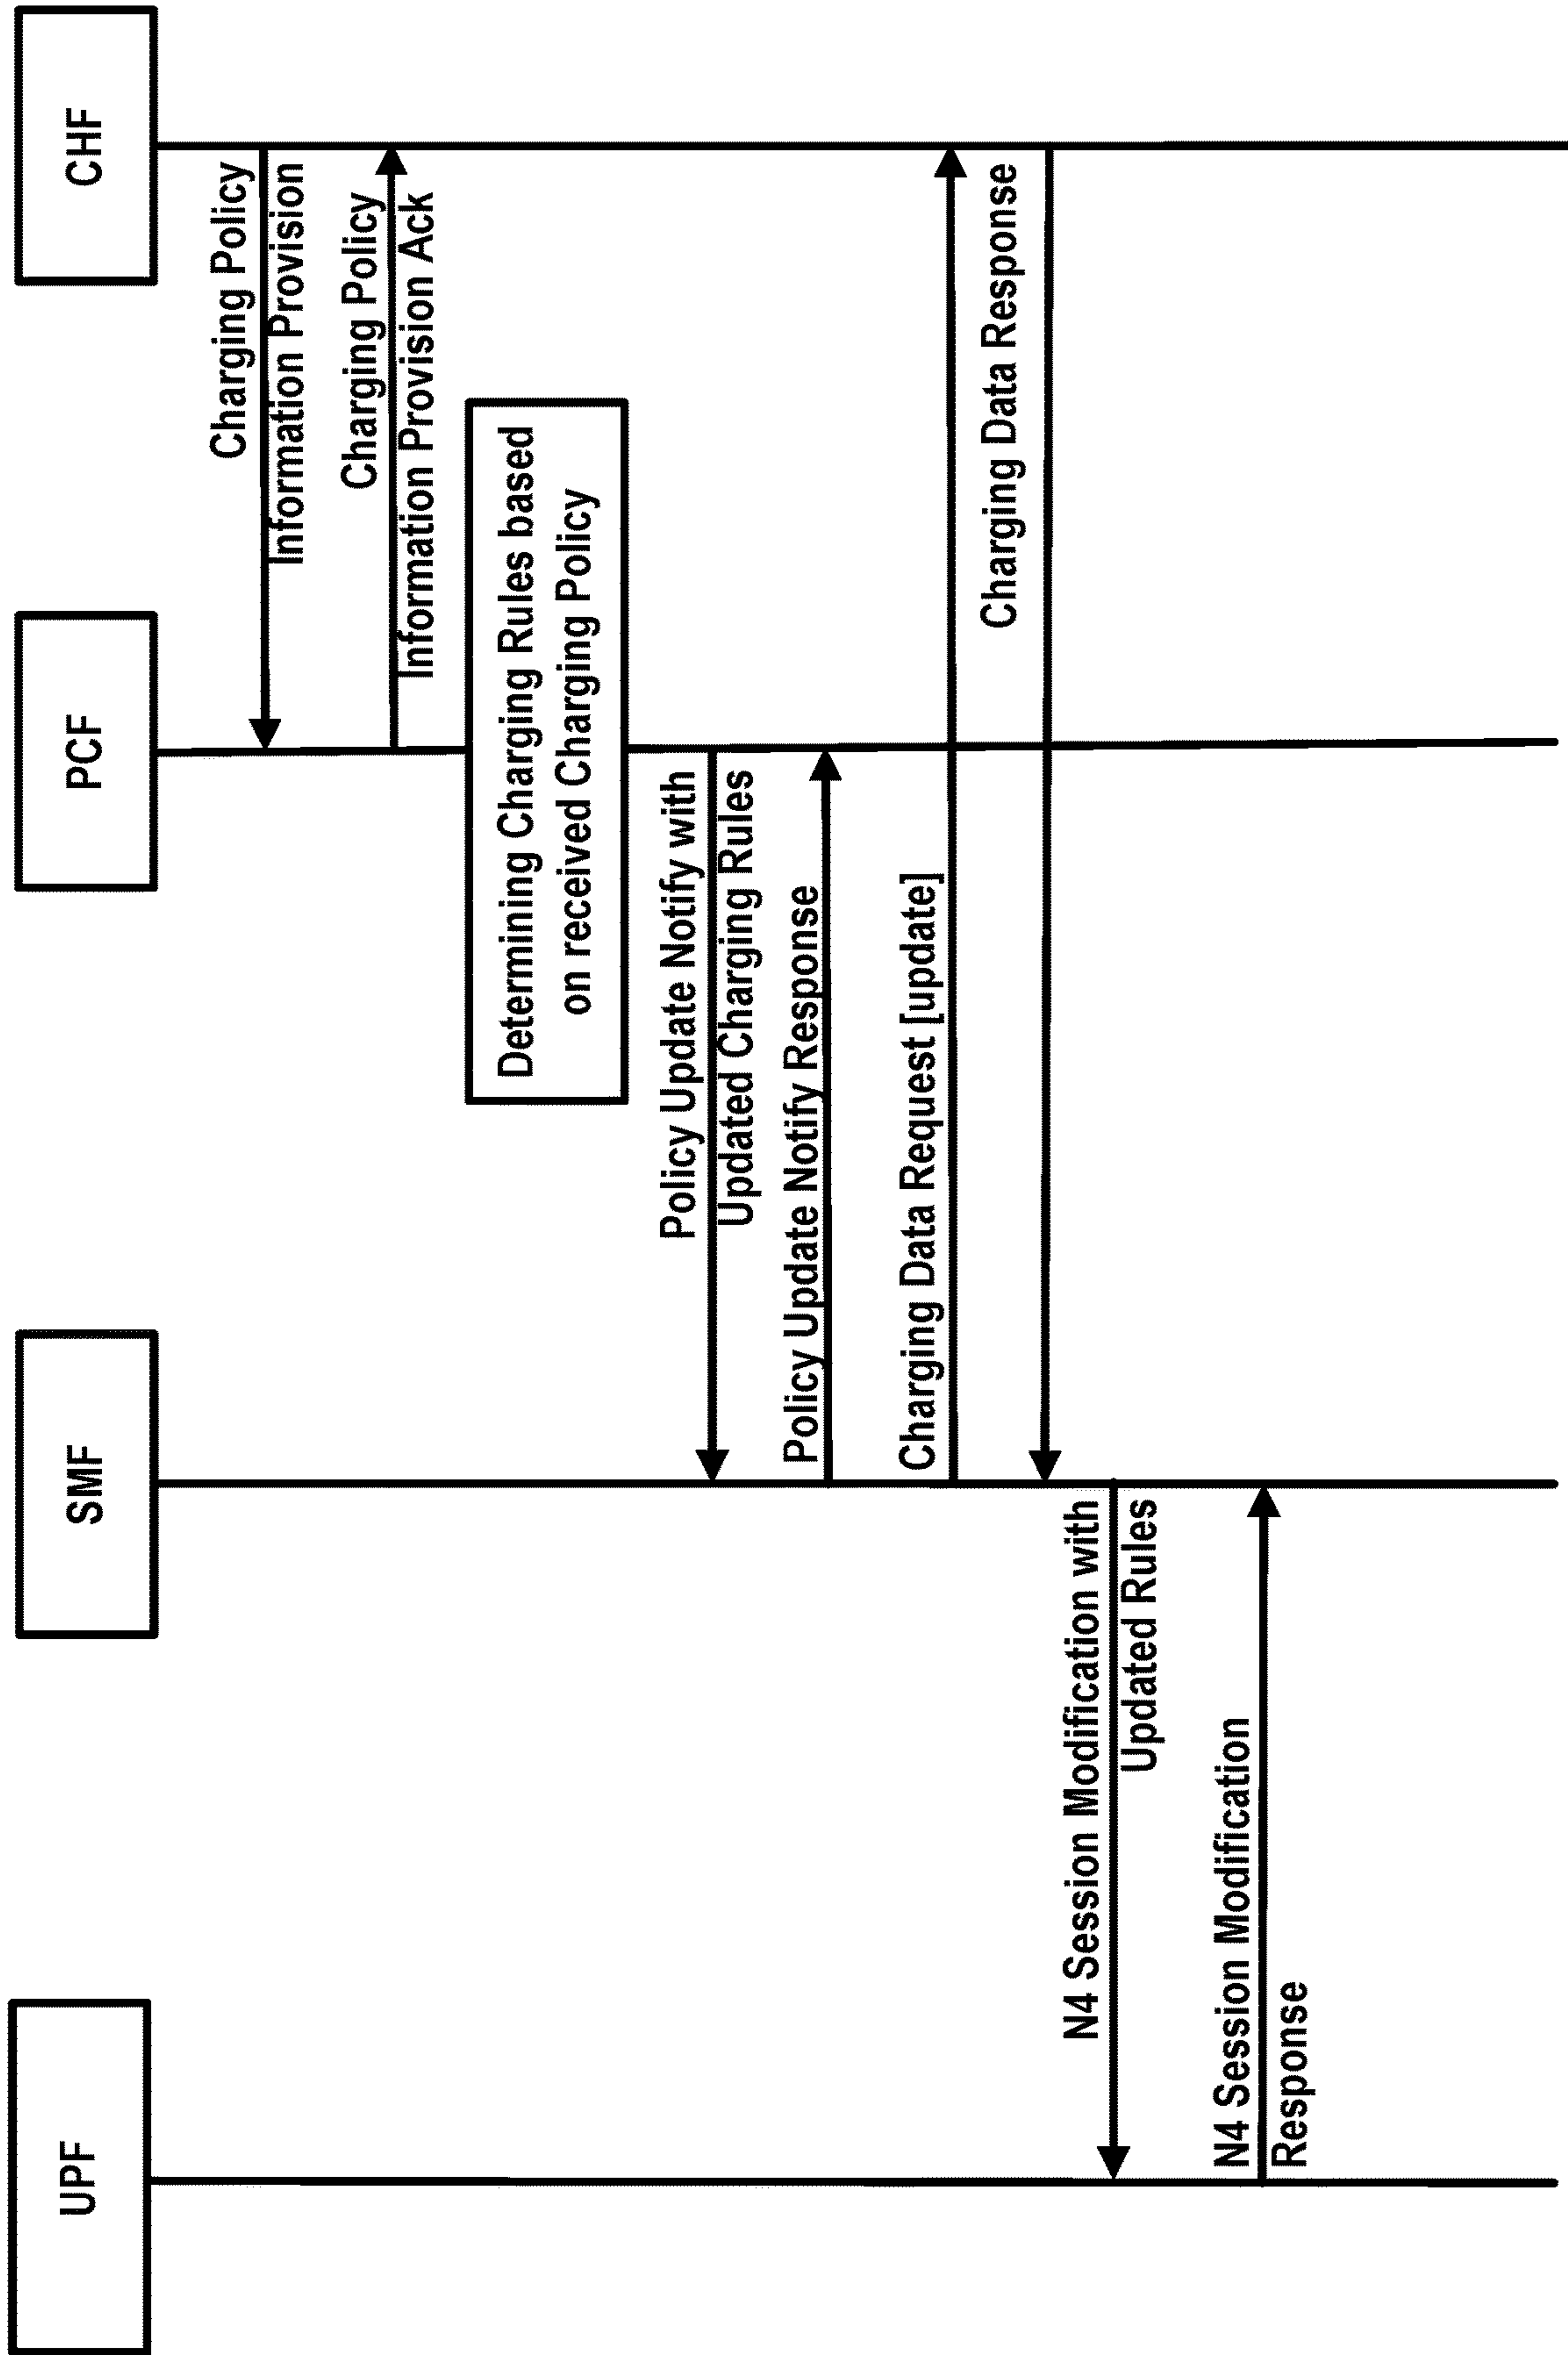 UPF
SMF
PCF
CHF
Charging Policy
Information Provision
Charging Policy
Information Provision Ack
Determining Charging Rules based
on received Charging Policy
Policy Update Notify with
Updated Charging Rules
Policy Update Notify Response
Charging Data Request [update]
Charging Data Response
N4 Session Modification with
Updated Rules
N4 Session Modification
Response